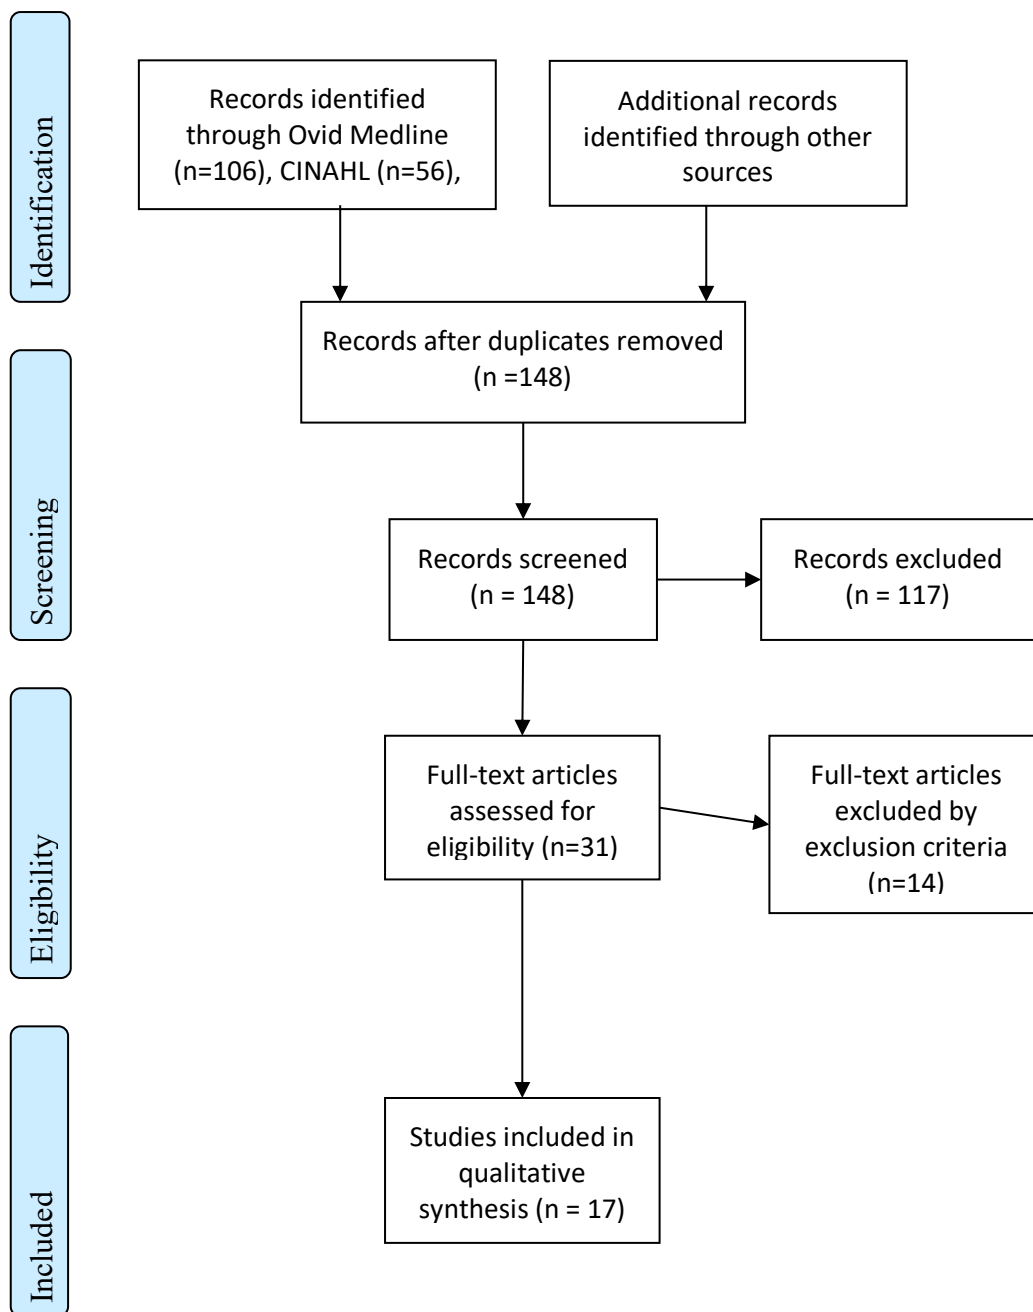 Identification
Records identified
through Ovid Medline
(n=106), CINAHL (n=56),
Additional records
identified through other
sources
Records after duplicates removed
(n =148)
Screening
Records screened
(n = 148)
Records excluded
(n = 117)
Eligibility
Full-text articles
assessed for
eligibility (n=31)
Full-text articles
excluded by
exclusion criteria
(n=14)
Included
Studies included in
qualitative
synthesis (n = 17)